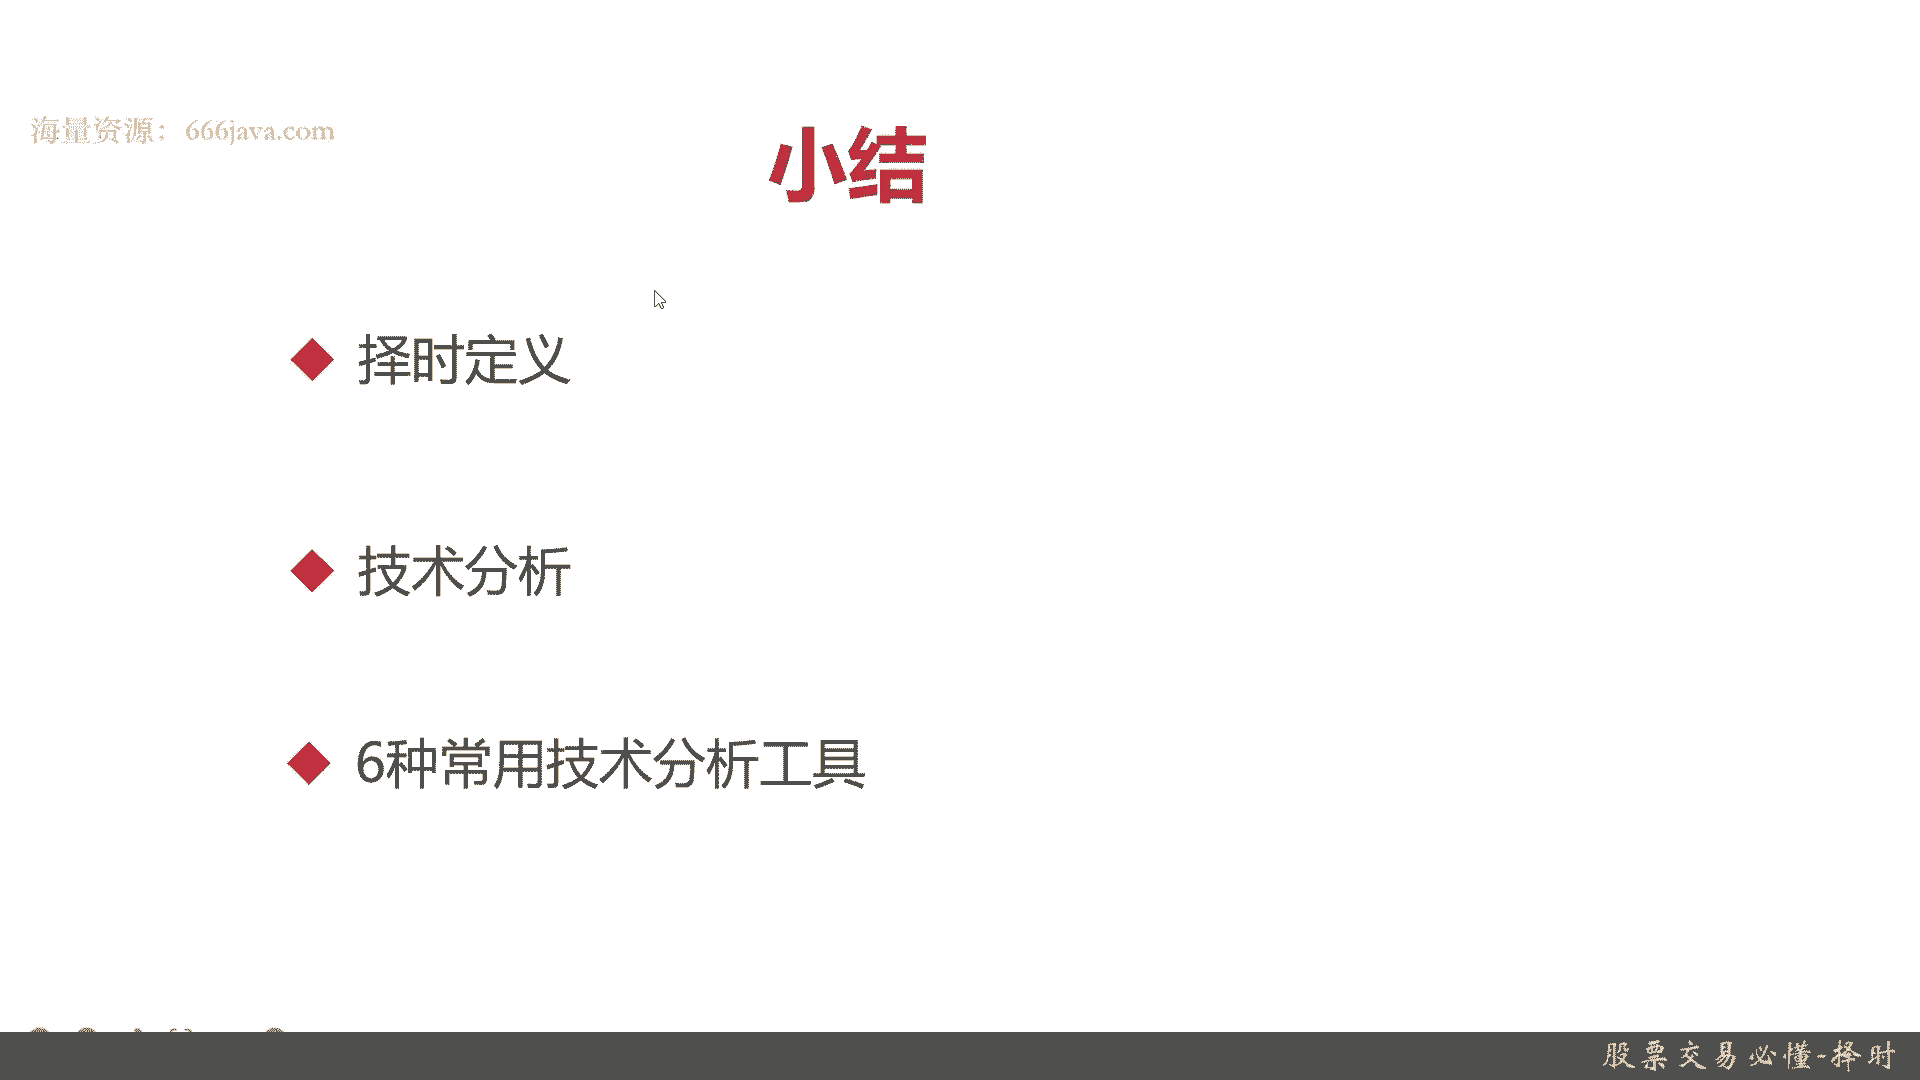 海量资源：666java.com
小结
择时定义
技术分析
6种常用技术分析工具
股票交易必懂-择时